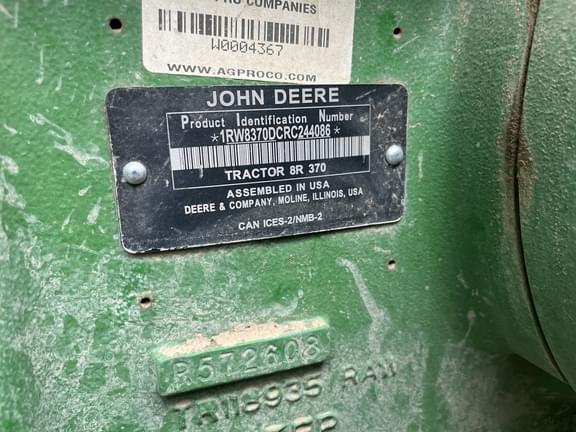 PRO COMPANIES
W0004367
WWW.AGPROCO.COM
JOHN DEERE
Product Identification Number
*1RW8370DCRC244086*
TRACTOR 8R 370
ASSEMBLED IN USA
DEERE & COMPANY, MOLINE, ILLINOIS, USA
CAN ICES-2/NMB-2
R572608